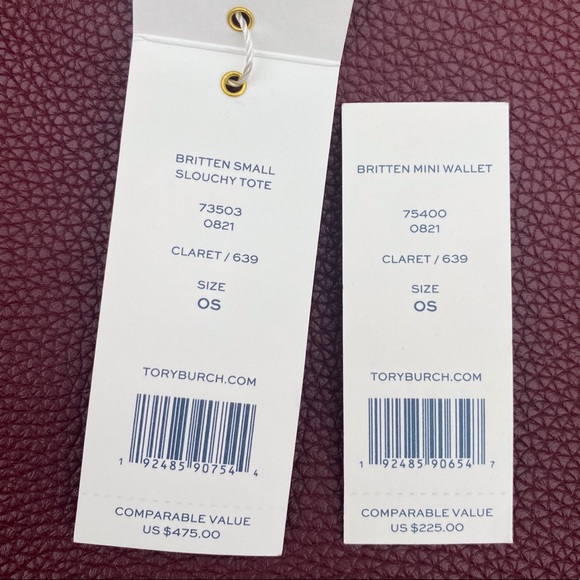 BRITTEN SMALL
SLOUCHY TOTE
73503
0821
CLARET / 639
SIZE
OS
TORYBURCH.COM
1 92485 90754 4
COMPARABLE VALUE
US $475.00
BRITTEN MINI WALLET
75400
0821
CLARET / 639
SIZE
OS
TORYBURCH.COM
1 92485 90654 7
COMPARABLE VALUE
US $225.00